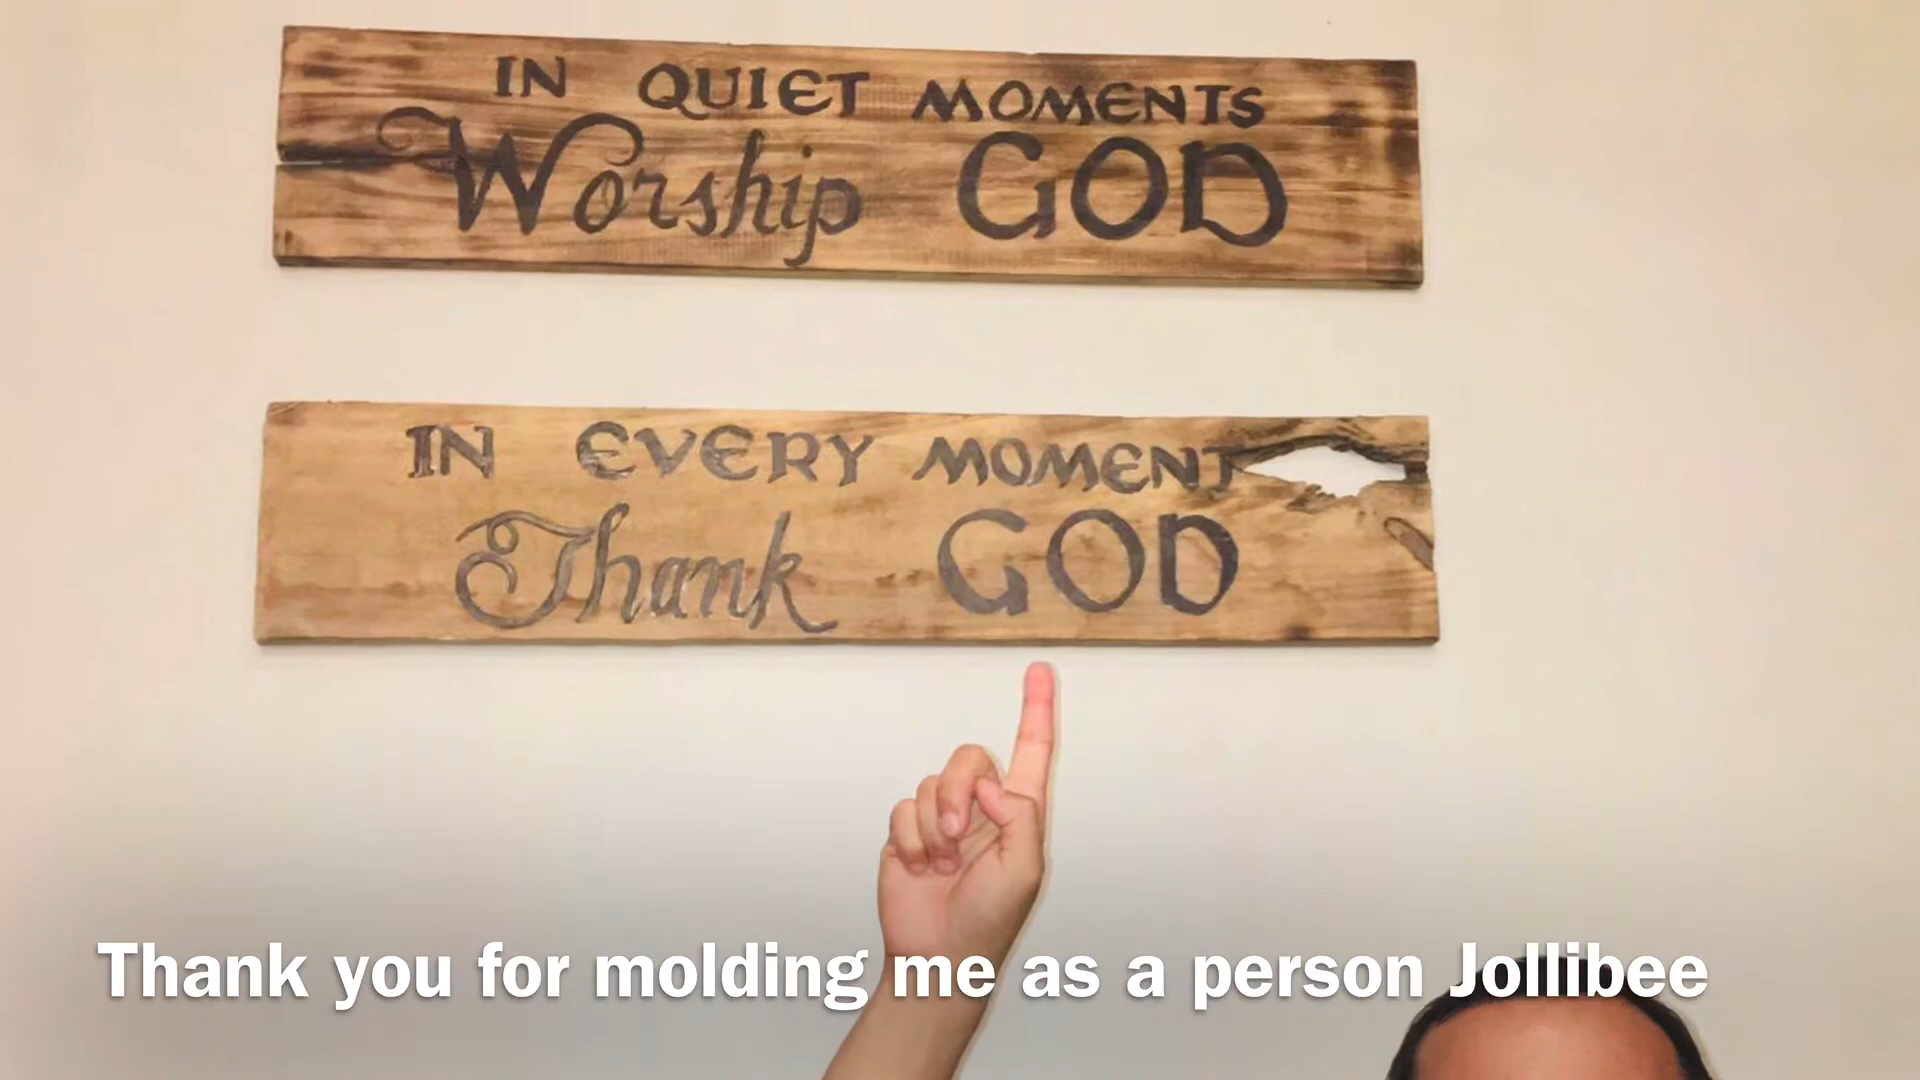 IN QUIET MOMENTS
Worship GOD
IN EVERY MOMENT
Thank GOD
Thank you for molding me as a person Jollibee